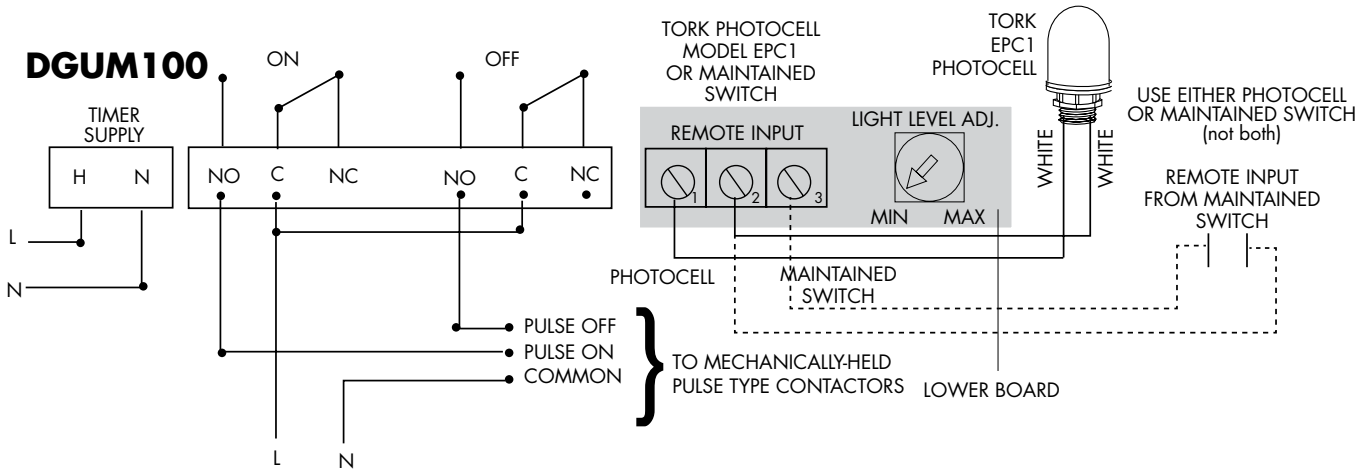 DGUM100
TIMER
SUPPLY
H N
L
N
ON
OFF
NO C NC NO C NC
PULSE OFF
PULSE ON
COMMON
TO MECHANICALLY-HELD
PULSE TYPE CONTACTORS
L N
TORK PHOTOCELL
MODEL EPC1
OR MAINTAINED
SWITCH
REMOTE INPUT
1 2 3
LIGHT LEVEL ADJ.
MIN MAX
PHOTOCELL
MAINTAINED
SWITCH
LOWER BOARD
TORK
EPC1
PHOTOCELL
WHITE
WHITE
USE EITHER PHOTOCELL
OR MAINTAINED SWITCH
(not both)
REMOTE INPUT
FROM MAINTAINED
SWITCH